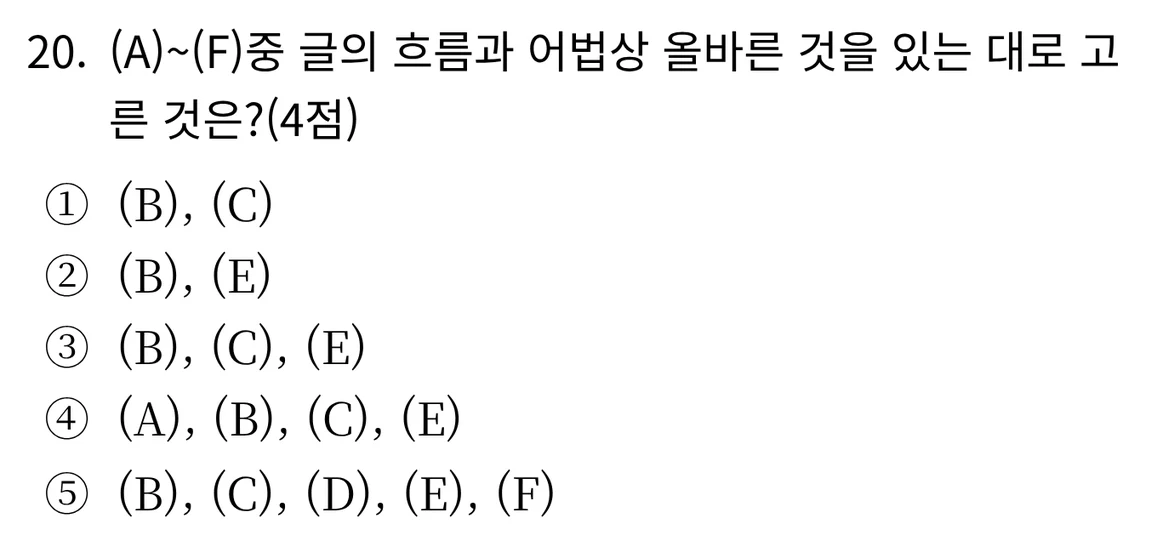 20. (A)~(F)중 글의 흐름과 어법상 올바른 것을 있는 대로 고
른 것은?(4점)
① (B), (C)
② (B), (E)
③ (B), (C), (E)
④ (A), (B), (C), (E)
⑤ (B), (C), (D), (E), (F)